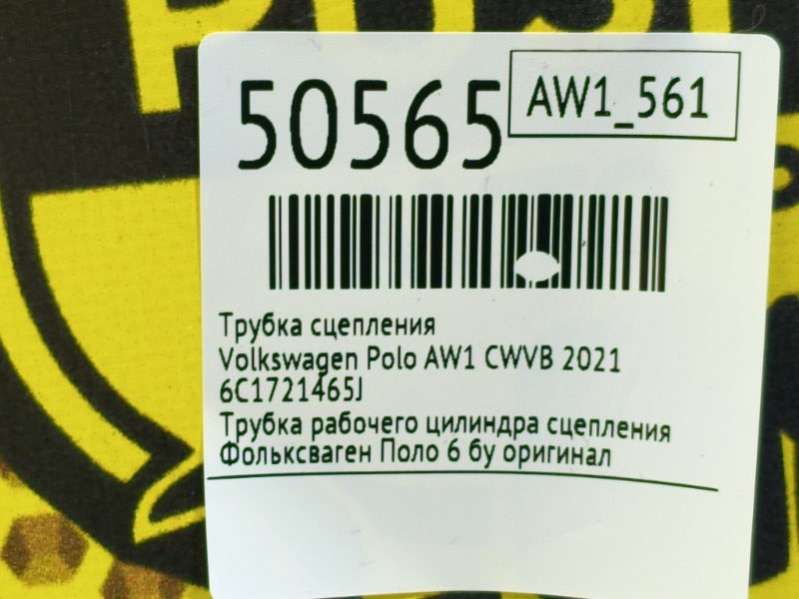 50565
AW1_561
Трубка сцепления
Volkswagen Polo AW1 CWVB 2021
6C1721465J
Трубка рабочего цилиндра сцепления
Фольксваген Поло 6 бу оригинал